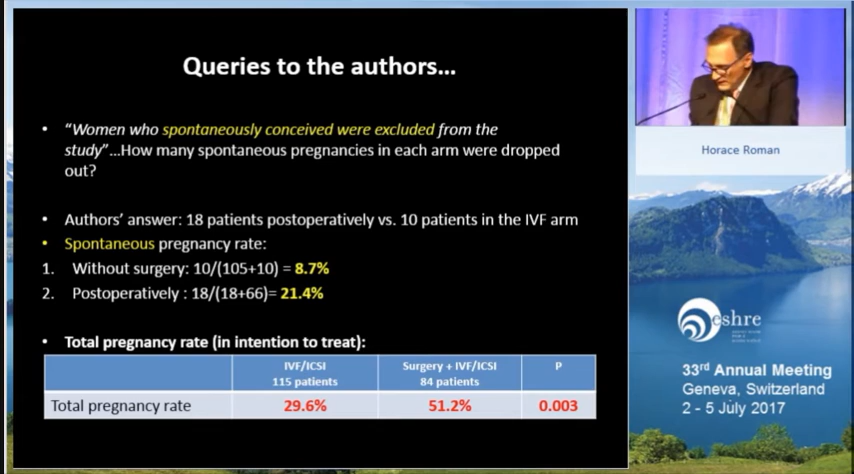 Queries to the authors...
• “Women who spontaneously conceived were excluded from the
study”...How many spontaneous pregnancies in each arm were dropped
out?
• Authors’ answer: 18 patients postoperatively vs. 10 patients in the IVF arm
• Spontaneous pregnancy rate:
1. Without surgery: 10/(105+10) = 8.7%
2. Postoperatively : 18/(18+66)= 21.4%
• Total pregnancy rate (in intention to treat):
IVF/ICSI
115 patients
Surgery + IVF/ICSI
84 patients
P
Total pregnancy rate 29.6% 51.2% 0.003
Horace Roman
eshre
33rd Annual Meeting
Geneva, Switzerland
2 - 5 July 2017